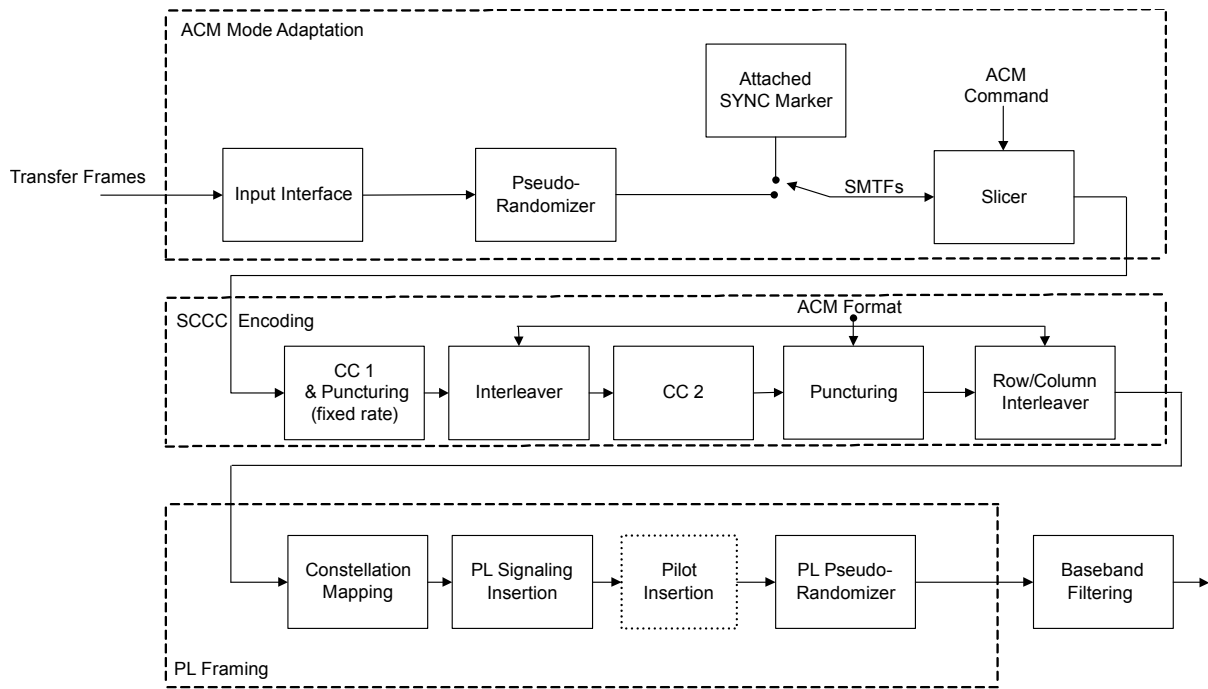 ACM Mode Adaptation
Attached
SYNC Marker
ACM
Command
Transfer Frames
Input Interface
Pseudo-
Randomizer
SMTFs
Slicer
SCCC Encoding
ACM Format
CC 1
& Puncturing
(fixed rate)
Interleaver
CC 2
Puncturing
Row/Column
Interleaver
Constellation
Mapping
PL Signaling
Insertion
Pilot
Insertion
PL Pseudo-
Randomizer
Baseband
Filtering
PL Framing